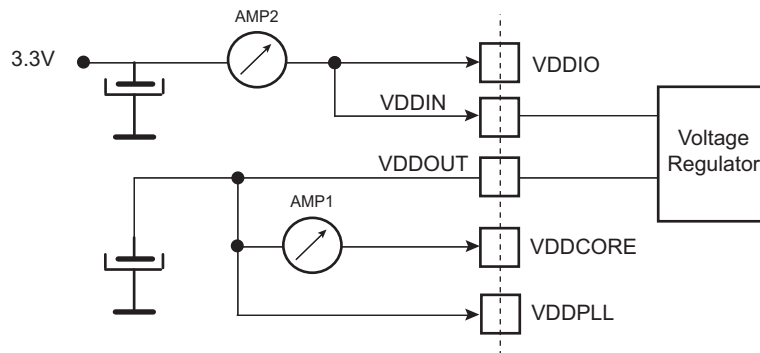 AMP2
3.3V
VDDIO
VDDIN
Voltage
Regulator
VDDOUT
AMP1
VDDCORE
VDDPLL